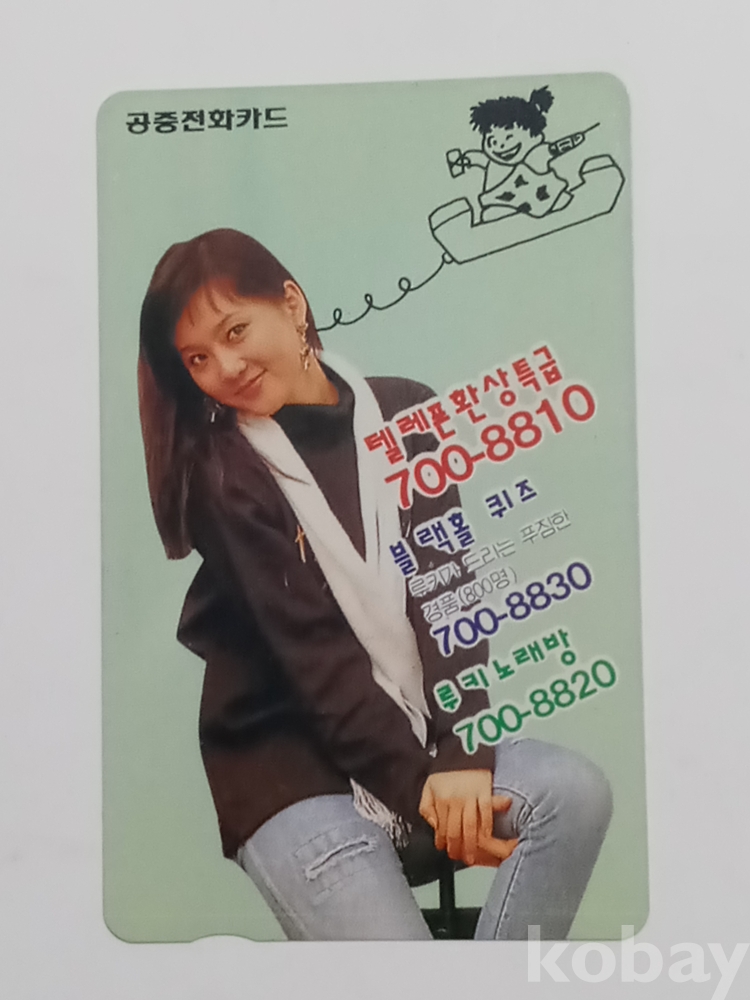 공중전화카드
텔레폰환상특급
700-8810
블랙홀 퀴즈
루키가 드리는 푸짐한
경품(800명)
700-8830
루키노래방
700-8820
kobay